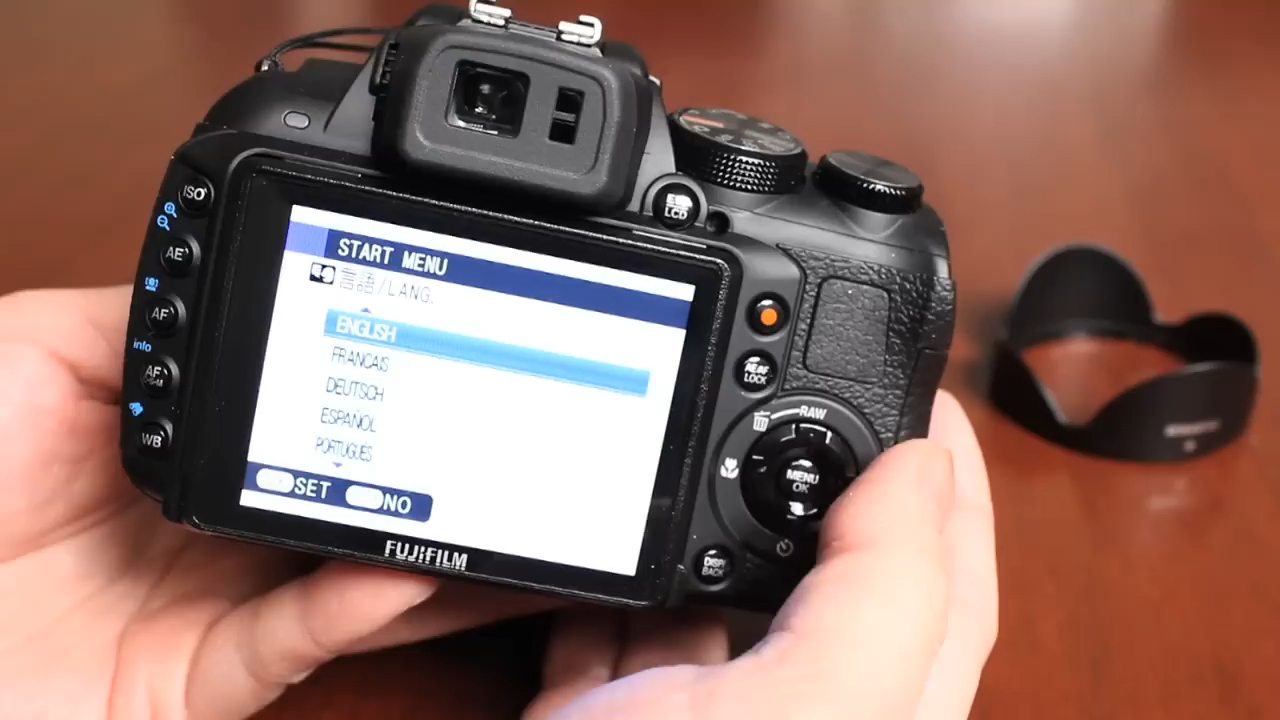 ISO
AE
AF
info
AF
WB
START MENU
言語/LANG.
ENGLISH
FRANCAIS
DEUTSCH
ESPAÑOL
PORTUGUÊS
SET NO
FUJIFILM
LCD
AE/AF
LOCK
RAW
MENU
OK
DISP
BACK